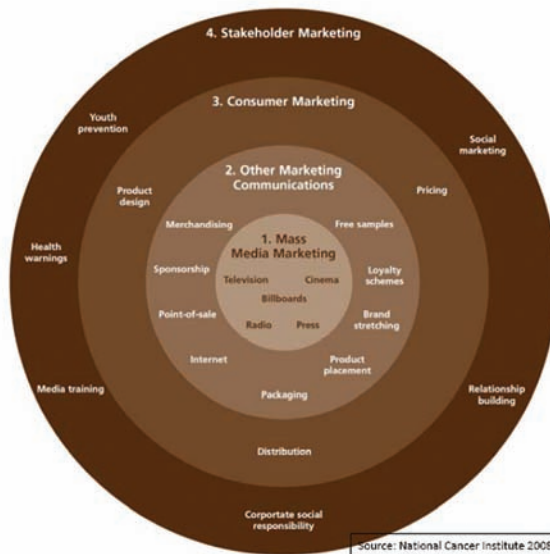 4. Stakeholder Marketing
3. Consumer Marketing
Youth
prevention
Social
marketing
2. Other Marketing
Communications
Product
design
Pricing
Merchandising
Free samples
1. Mass
Media Marketing
Health
warnings
Sponsorship
Television
Cinema
Loyalty
schemes
Billboards
Point-of-sale
Brand
stretching
Radio
Press
Internet
Product
placement
Media training
Packaging
Relationship
building
Distribution
Corportate social
responsibility
Source: National Cancer Institute 2008